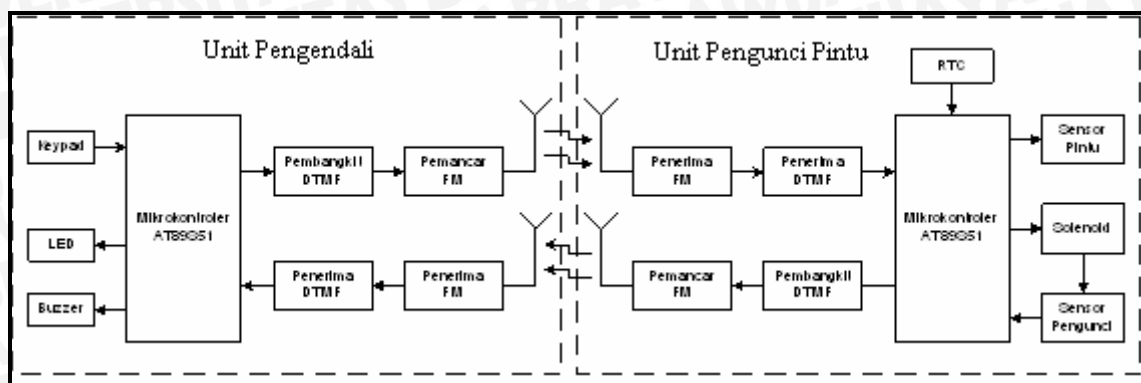 Unit Pengendali
Unit Pengunci Pintu
RTC
Keypad
LED
Buzzer
Mikrokontroler
AT89S51
Pembangkit
DTMF
Pemancar
FM
Penerima
DTMF
Penerima
FM
Penerima
FM
Penerima
DTMF
Pemancar
FM
Pembangkit
DTMF
Mikrokontroler
AT89S51
Sensor
Pintu
Solenoid
Sensor
Pengunci